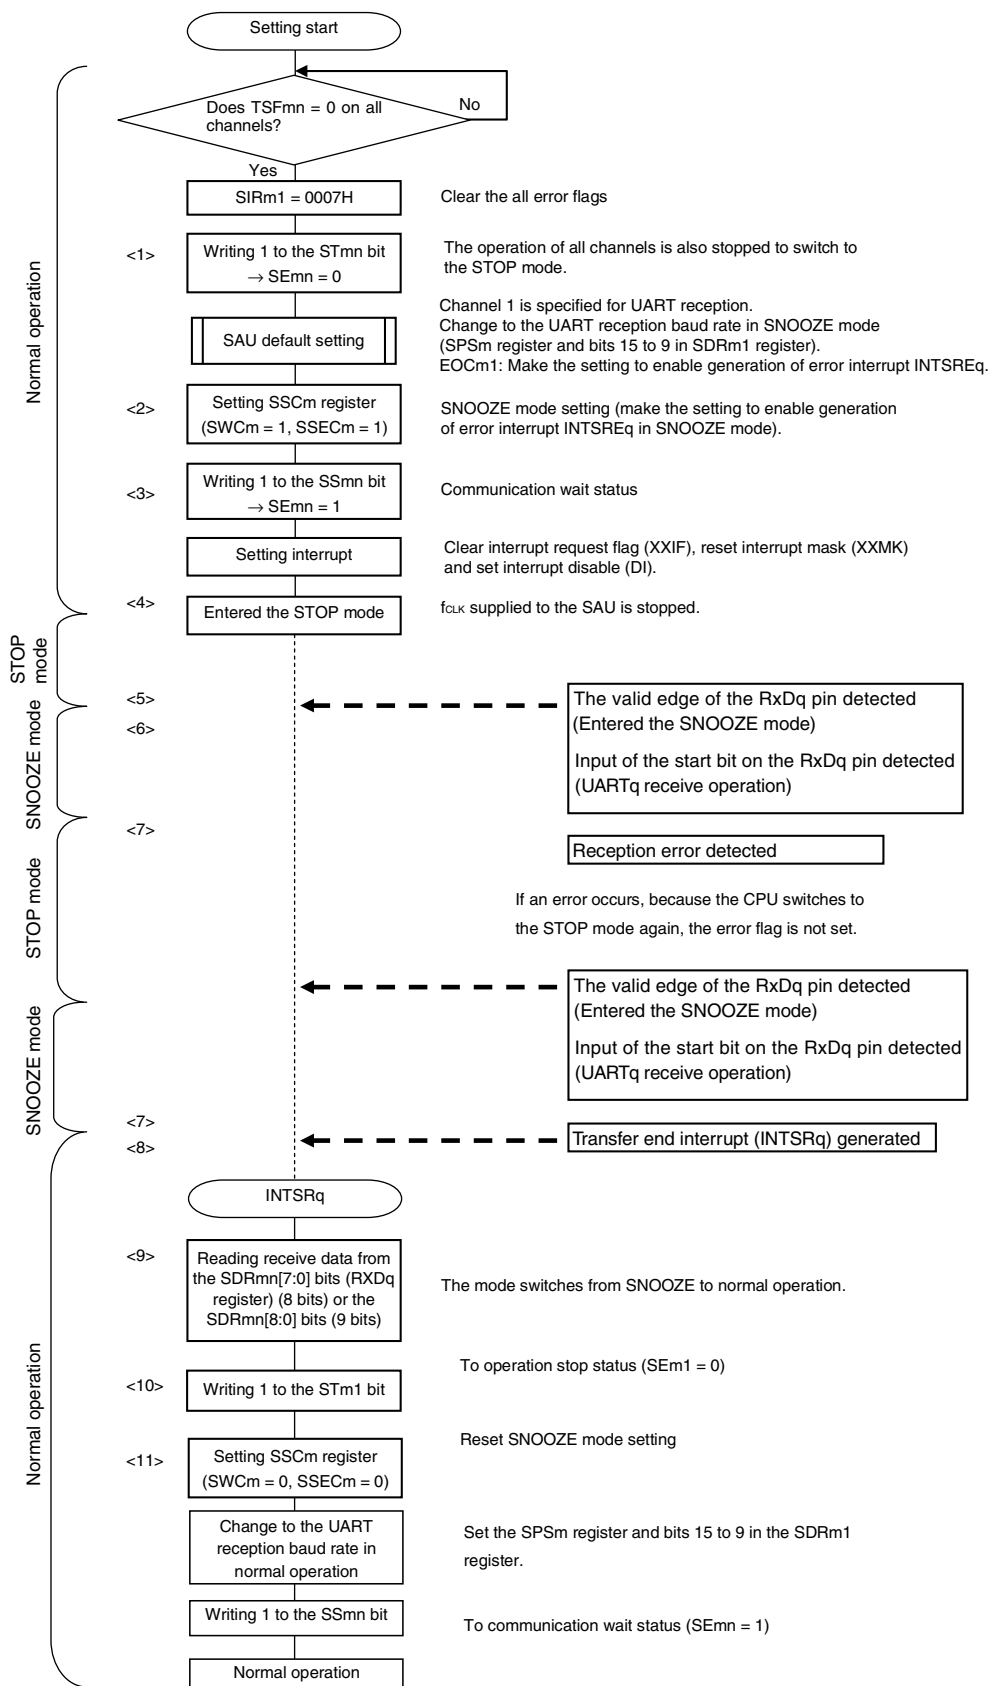 Setting start
Does TSFmn = 0 on all
channels?
No
Yes
SIRm1 = 0007H
Clear the all error flags
<1>
Writing 1 to the STmn bit
→ SEmn = 0
The operation of all channels is also stopped to switch to
the STOP mode.
Normal operation
SAU default setting
Channel 1 is specified for UART reception.
Change to the UART reception baud rate in SNOOZE mode
(SPSm register and bits 15 to 9 in SDRm1 register).
EOCm1: Make the setting to enable generation of error interrupt INTSREq.
<2>
Setting SSCm register
(SWCm = 1, SSECm = 1)
SNOOZE mode setting (make the setting to enable generation
of error interrupt INTSREq in SNOOZE mode).
<3>
Writing 1 to the SSmn bit
→ SEmn = 1
Communication wait status
Setting interrupt
Clear interrupt request flag (XXIF), reset interrupt mask (XXMK)
and set interrupt disable (DI).
<4>
Entered the STOP mode
fCLK supplied to the SAU is stopped.
STOP
mode
<5>
The valid edge of the RxDq pin detected
(Entered the SNOOZE mode)
<6>
Input of the start bit on the RxDq pin detected
(UARTq receive operation)
SNOOZE mode
<7>
Reception error detected
If an error occurs, because the CPU switches to
the STOP mode again, the error flag is not set.
STOP mode
The valid edge of the RxDq pin detected
(Entered the SNOOZE mode)
Input of the start bit on the RxDq pin detected
(UARTq receive operation)
SNOOZE mode
<7>
<8>
Transfer end interrupt (INTSRq) generated
INTSRq
<9>
Reading receive data from
the SDRmn[7:0] bits (RXDq
register) (8 bits) or the
SDRmn[8:0] bits (9 bits)
The mode switches from SNOOZE to normal operation.
Normal operation
<10>
Writing 1 to the STm1 bit
To operation stop status (SEm1 = 0)
<11>
Setting SSCm register
(SWCm = 0, SSECm = 0)
Reset SNOOZE mode setting
Change to the UART
reception baud rate in
normal operation
Set the SPSm register and bits 15 to 9 in the SDRm1
register.
Writing 1 to the SSmn bit
To communication wait status (SEmn = 1)
Normal operation